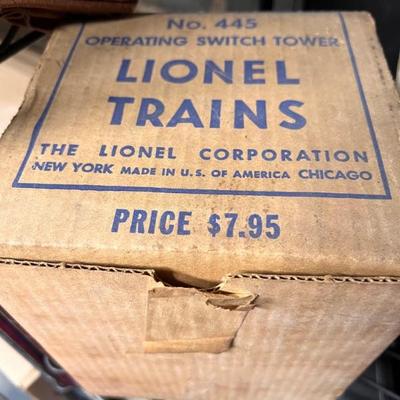 No. 445
OPERATING SWITCH TOWER
LIONEL
TRAINS
THE LIONEL CORPORATION
NEW YORK MADE IN U.S. OF AMERICA CHICAGO
PRICE $7.95